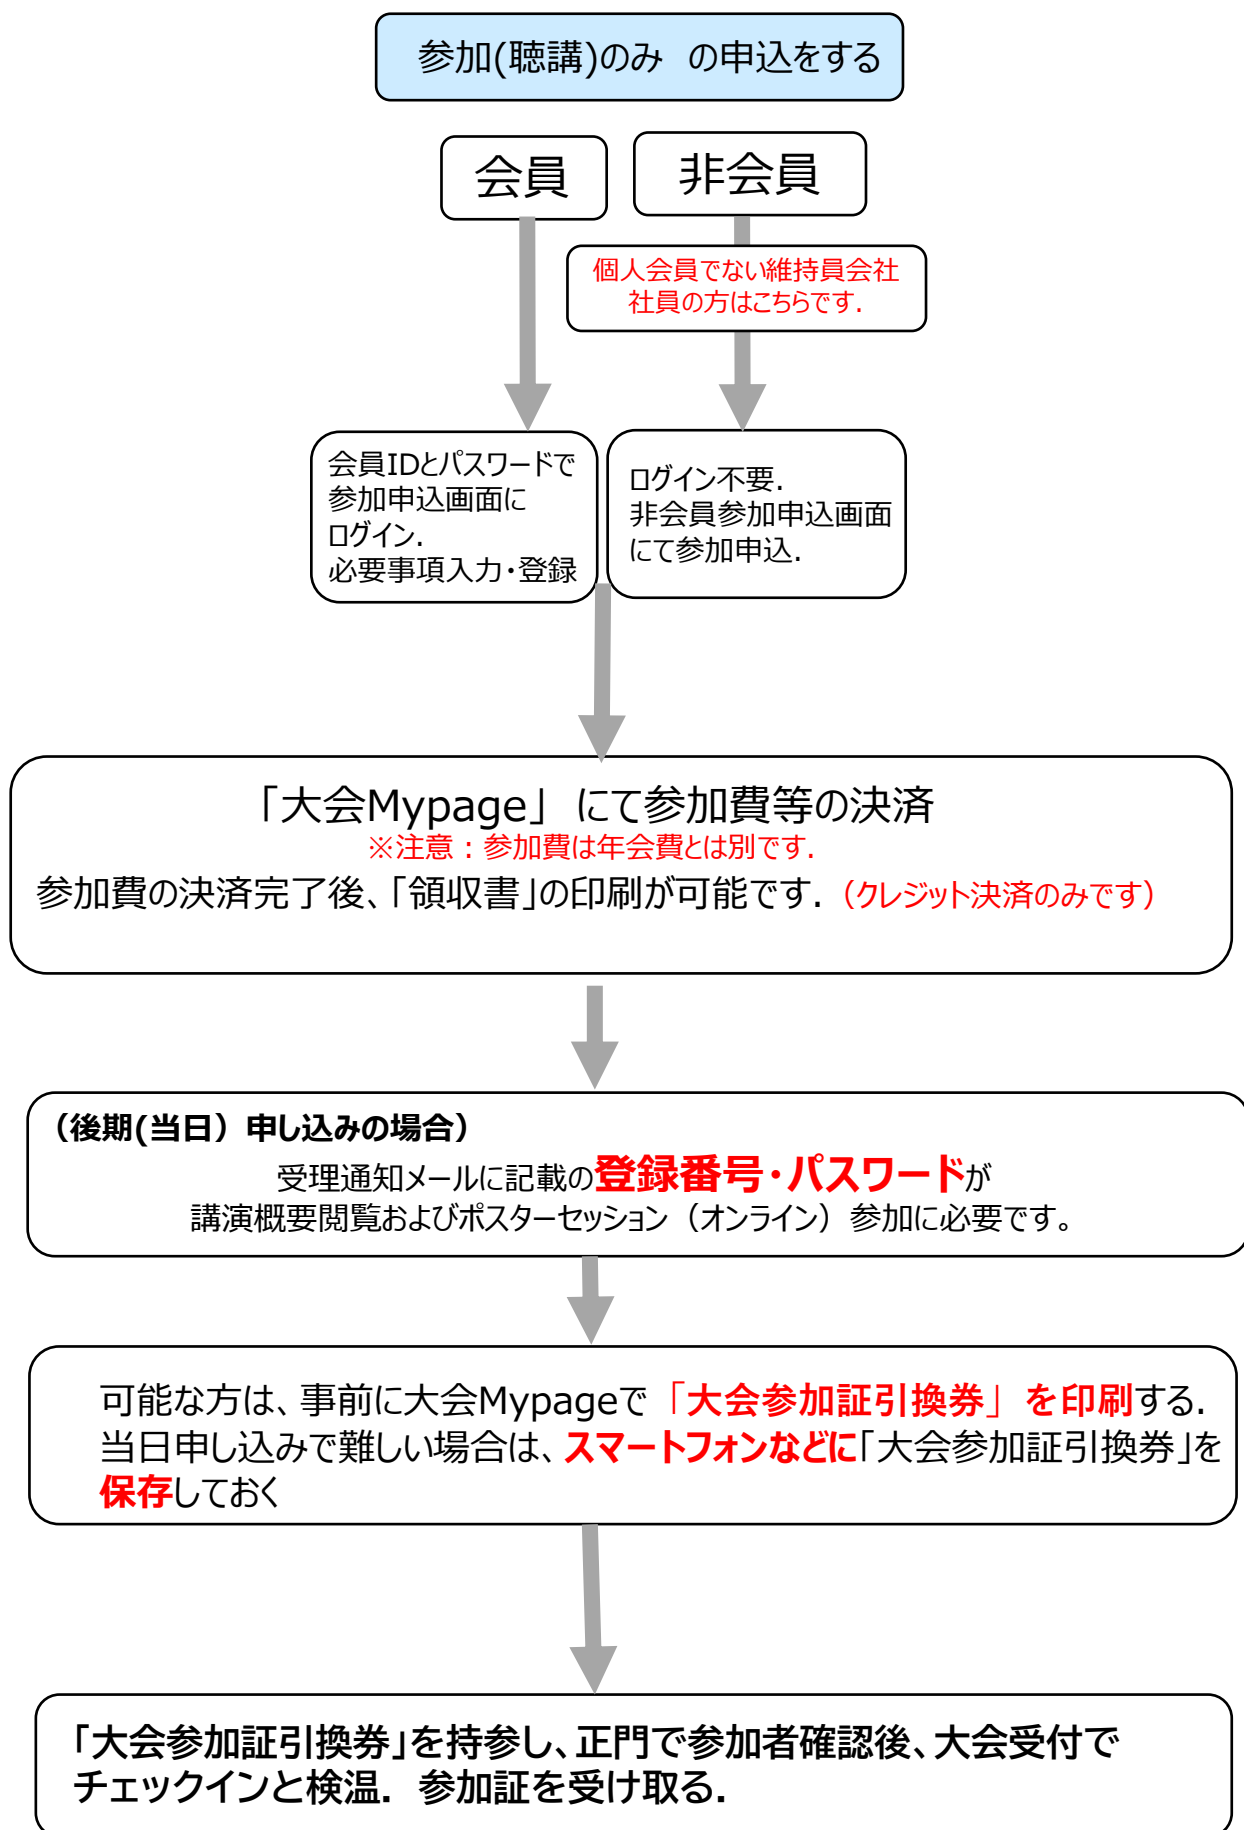 参加(聴講)のみ の申込をする
会員
非会員
個人会員でない維持員会社
社員の方はこちらです.
会員IDとパスワードで
参加申込画面に
ログイン.
必要事項入力・登録
ログイン不要.
非会員参加申込画面
にて参加申込.
「大会Mypage」にて参加費等の決済
※注意：参加費は年会費とは別です.
参加費の決済完了後、「領収書」の印刷が可能です.（クレジット決済のみです）
（後期(当日）申し込みの場合）
受理通知メールに記載の登録番号・パスワードが
講演概要閲覧およびポスターセッション（オンライン）参加に必要です。
可能な方は、事前に大会Mypageで「大会参加証引換券」を印刷する.
当日申し込みで難しい場合は、スマートフォンなどに「大会参加証引換券」を
保存しておく
「大会参加証引換券」を持参し、正門で参加者確認後、大会受付で
チェックインと検温. 参加証を受け取る.